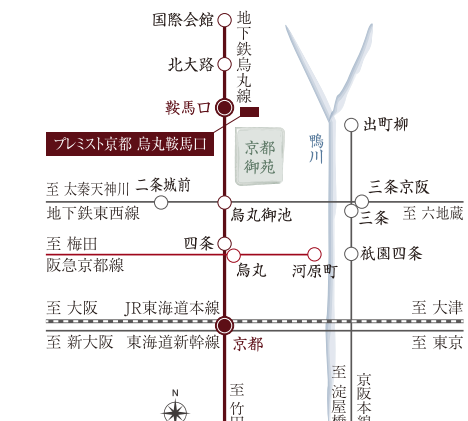 国際会館
地下鉄烏丸線
北大路
鞍馬口
プレミスト京都 烏丸鞍馬口
京都
御苑
鴨川
出町柳
至 太秦天神川
二条城前
三条京阪
地下鉄東西線
烏丸御池
三条
至 六地蔵
至 梅田
四条
祇園四条
阪急京都線
烏丸
河原町
至 大阪
JR東海道本線
至 大津
至 新大阪
東海道新幹線
京都
至 東京
至 竹田
至 淀屋橋
京阪本線
N